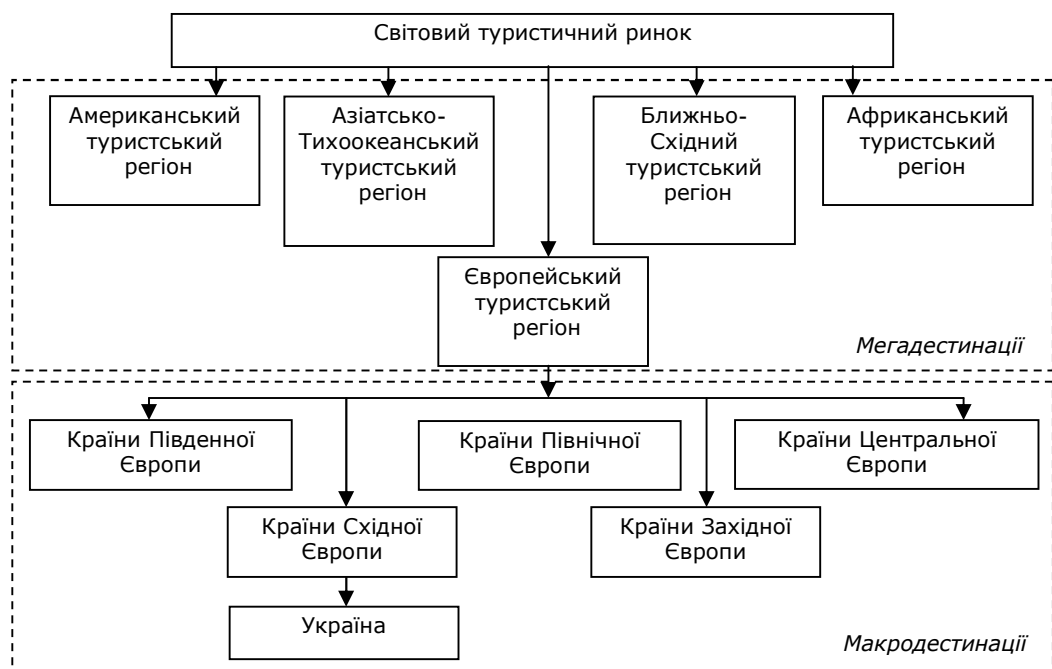 Світовий туристичний ринок
Американський
туристський
регіон
Азіатсько-
Тихоокеанський
туристський
регіон
Ближньо-
Східний
туристський
регіон
Африканський
туристський
регіон
Європейський
туристський
регіон
Мегадестинації
Країни Південної
Європи
Країни Північної
Європи
Країни Центральної
Європи
Країни Східної
Європи
Країни Західної
Європи
Україна
Макродестинації